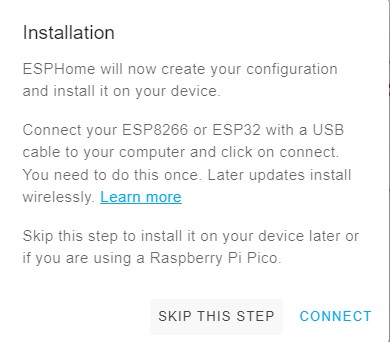 Installation
ESPHome will now create your configuration
and install it on your device.
Connect your ESP8266 or ESP32 with a USB
cable to your computer and click on connect.
You need to do this once. Later updates install
wirelessly. Learn more
Skip this step to install it on your device later or
if you are using a Raspberry Pi Pico.
SKIP THIS STEP CONNECT